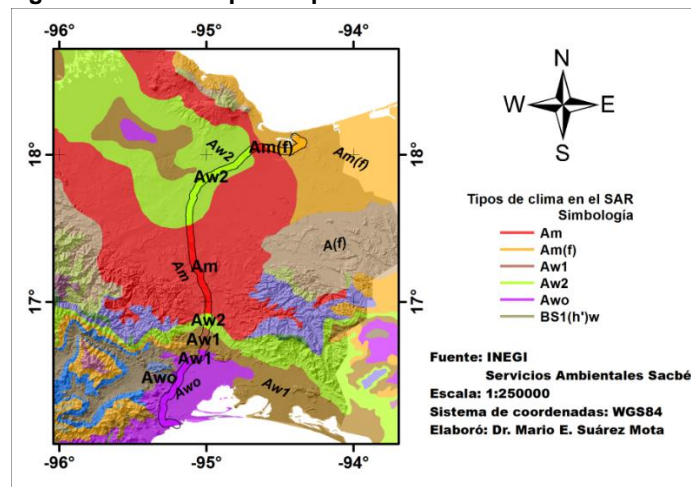 -96° -95° -94°
N
W E
S
18° 18°
17° 17°
Aw2
Am(f)
Am(f)
Aw2
A(f)
Am
Am
Aw2
Aw1
Aw1
Awo
Awo
Aw1
-96° -95° -94°
Tipos de clima en el SAR
Simbología
Am
Am(f)
Aw1
Aw2
Awo
BS1(h')w
Fuente: INEGI
Servicios Ambientales Sacbé
Escala: 1:250000
Sistema de coordenadas: WGS84
Elaboró: Dr. Mario E. Suárez Mota